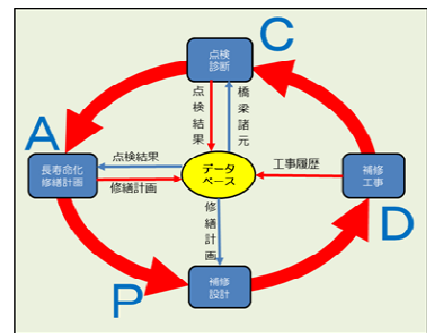 点検
診断
C
点検結果
橋梁諸元
A
点検結果
長寿命化
修繕計画
修繕計画
データ
ベース
工事履歴
補修
工事
D
修繕計画
P
補修
設計